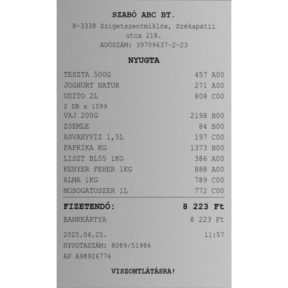 SZABÓ ABC BT.
H-3338 Szigetszentmiklós, Székápátli
utca 218.
ADÓSZÁM: 39709637-2-23
NYUGTA
TESZTA 500G 457 A00
JOGHURT NATUR 271 A00
UDITO 2L 808 C00
2 DB x 1099
VAJ 200G 2198 B00
ZSEMLE 84 B00
ASVANYVIZ 1,5L 197 C00
PAPRIKA KG 1373 B00
LISZT BL55 1KG 386 A00
KENYER FEHER 1KG 888 A00
ALMA 1KG 789 C00
MOSOGATOSZER 1L 772 C00
FIZETENDŐ: 8 223 Ft
BANKKÁRTYA 8 223 Ft
2025.04.25. 11:57
NYUGTASZÁM: 8089/51986
AP A98926776
VISZONTLÁTÁSRA!